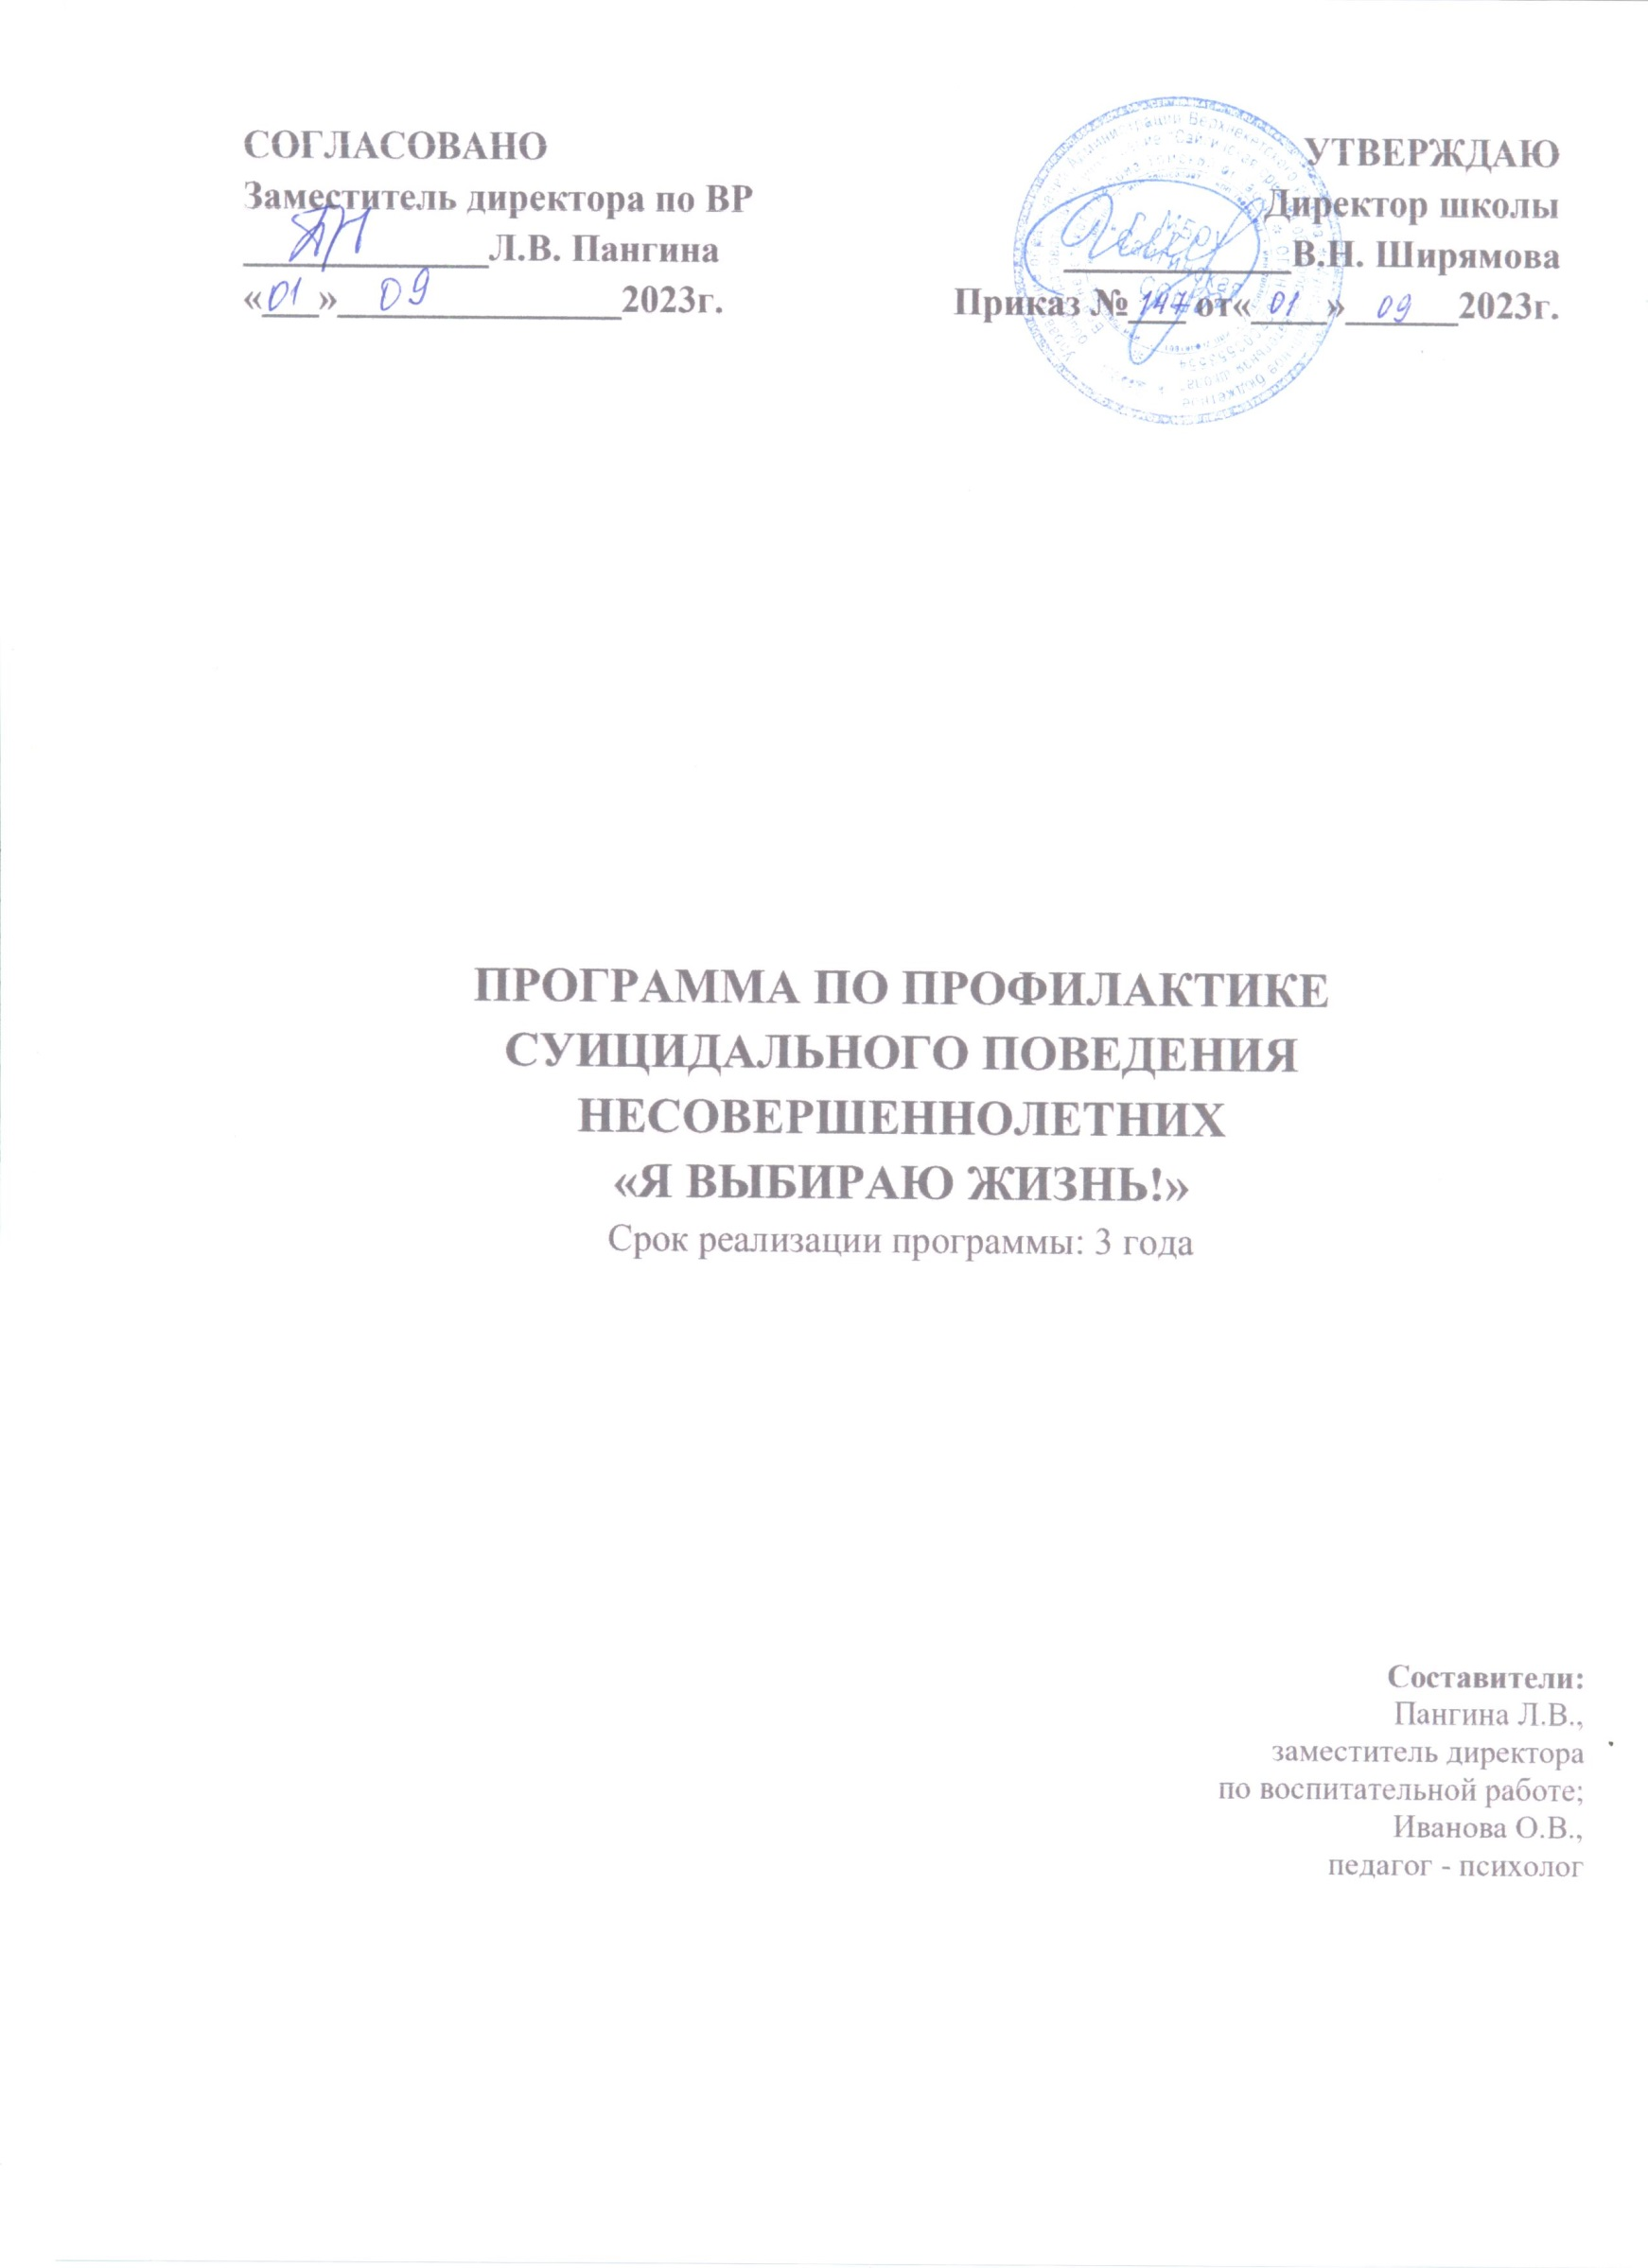 СОГЛАСОВАНО
Заместитель директора по ВР
______________Л.В. Пангина
«01»  09  2023г.
УТВЕРЖДАЮ
Директор школы
____________В.Н. Ширямова
Приказ № 147 от«01» 09 2023г.
ПРОГРАММА ПО ПРОФИЛАКТИКЕ
СУИЦИДАЛЬНОГО ПОВЕДЕНИЯ
НЕСОВЕРШЕННОЛЕТНИХ
«Я ВЫБИРАЮ ЖИЗНЬ!»
Срок реализации программы: 3 года
Составители:
Пангина Л.В.,
заместитель директора
по воспитательной работе;
Иванова О.В.,
педагог - психолог